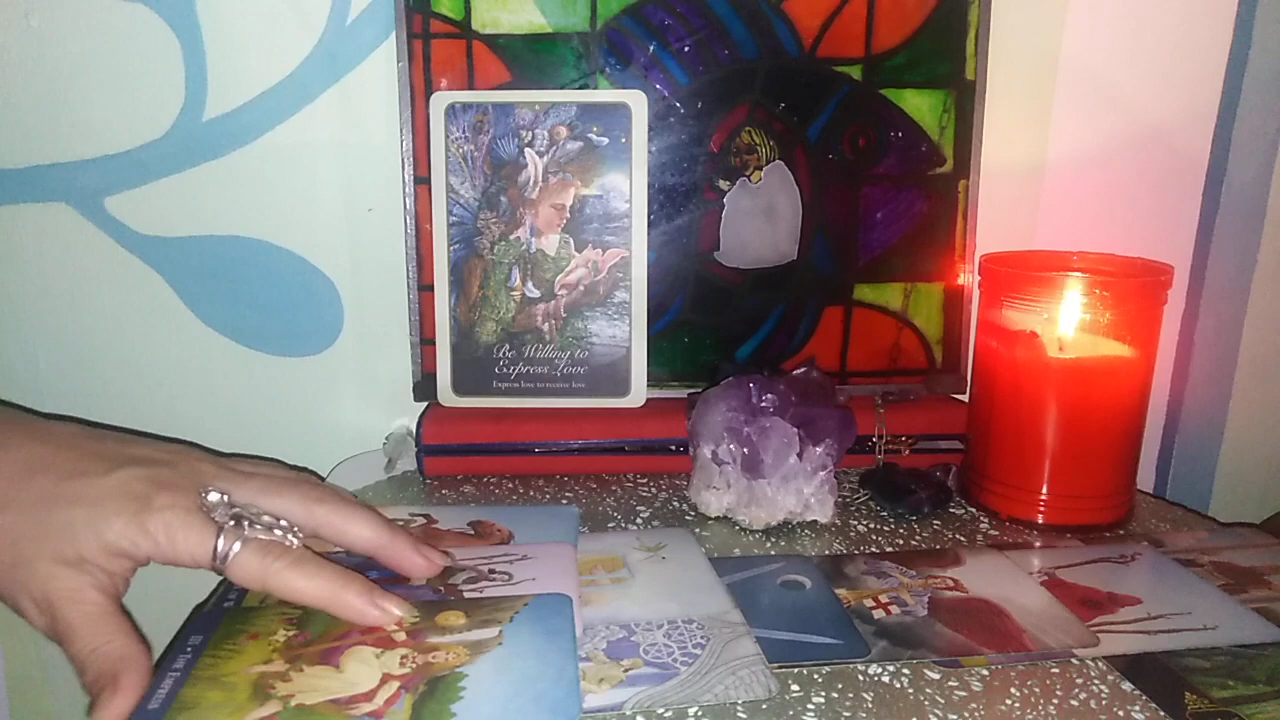 Be Willing to
Express Love
Express love to receive love
III • THE EMPRESS